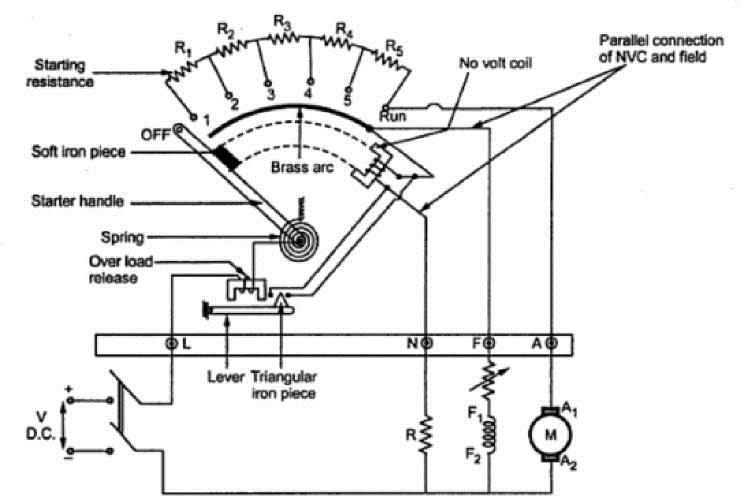 R1
R2
R3
R4
R5
Parallel connection
of NVC and field
Starting
resistance
No volt coil
1
2
3
4
5
Run
OFF
Soft iron piece
Brass arc
Starter handle
Spring
Over load
release
L
N
F
A
Lever
Triangular
iron piece
+
V
D.C.
–
R
F1
F2
A1
M
A2